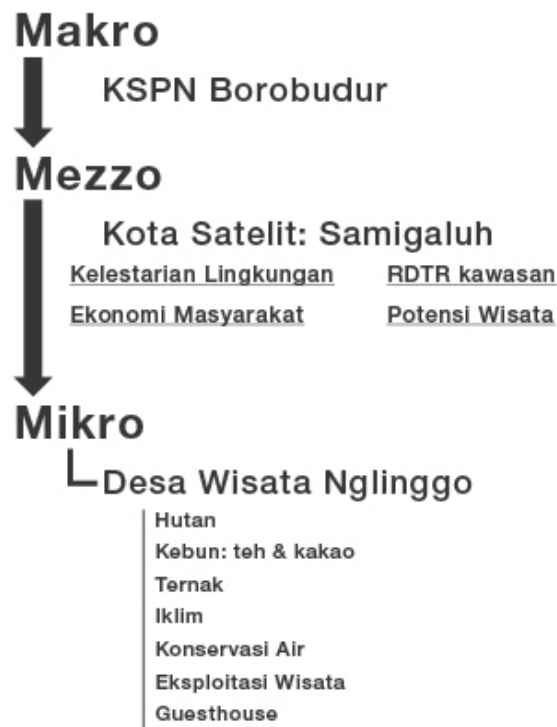 Makro
KSPN Borobudur
Mezzo
Kota Satelit: Samigaluh
Kelestarian Lingkungan RDTR kawasan
Ekonomi Masyarakat Potensi Wisata
Mikro
Desa Wisata Nglinggo
Hutan
Kebun: teh & kakao
Ternak
Iklim
Konservasi Air
Eksploitasi Wisata
Guesthouse